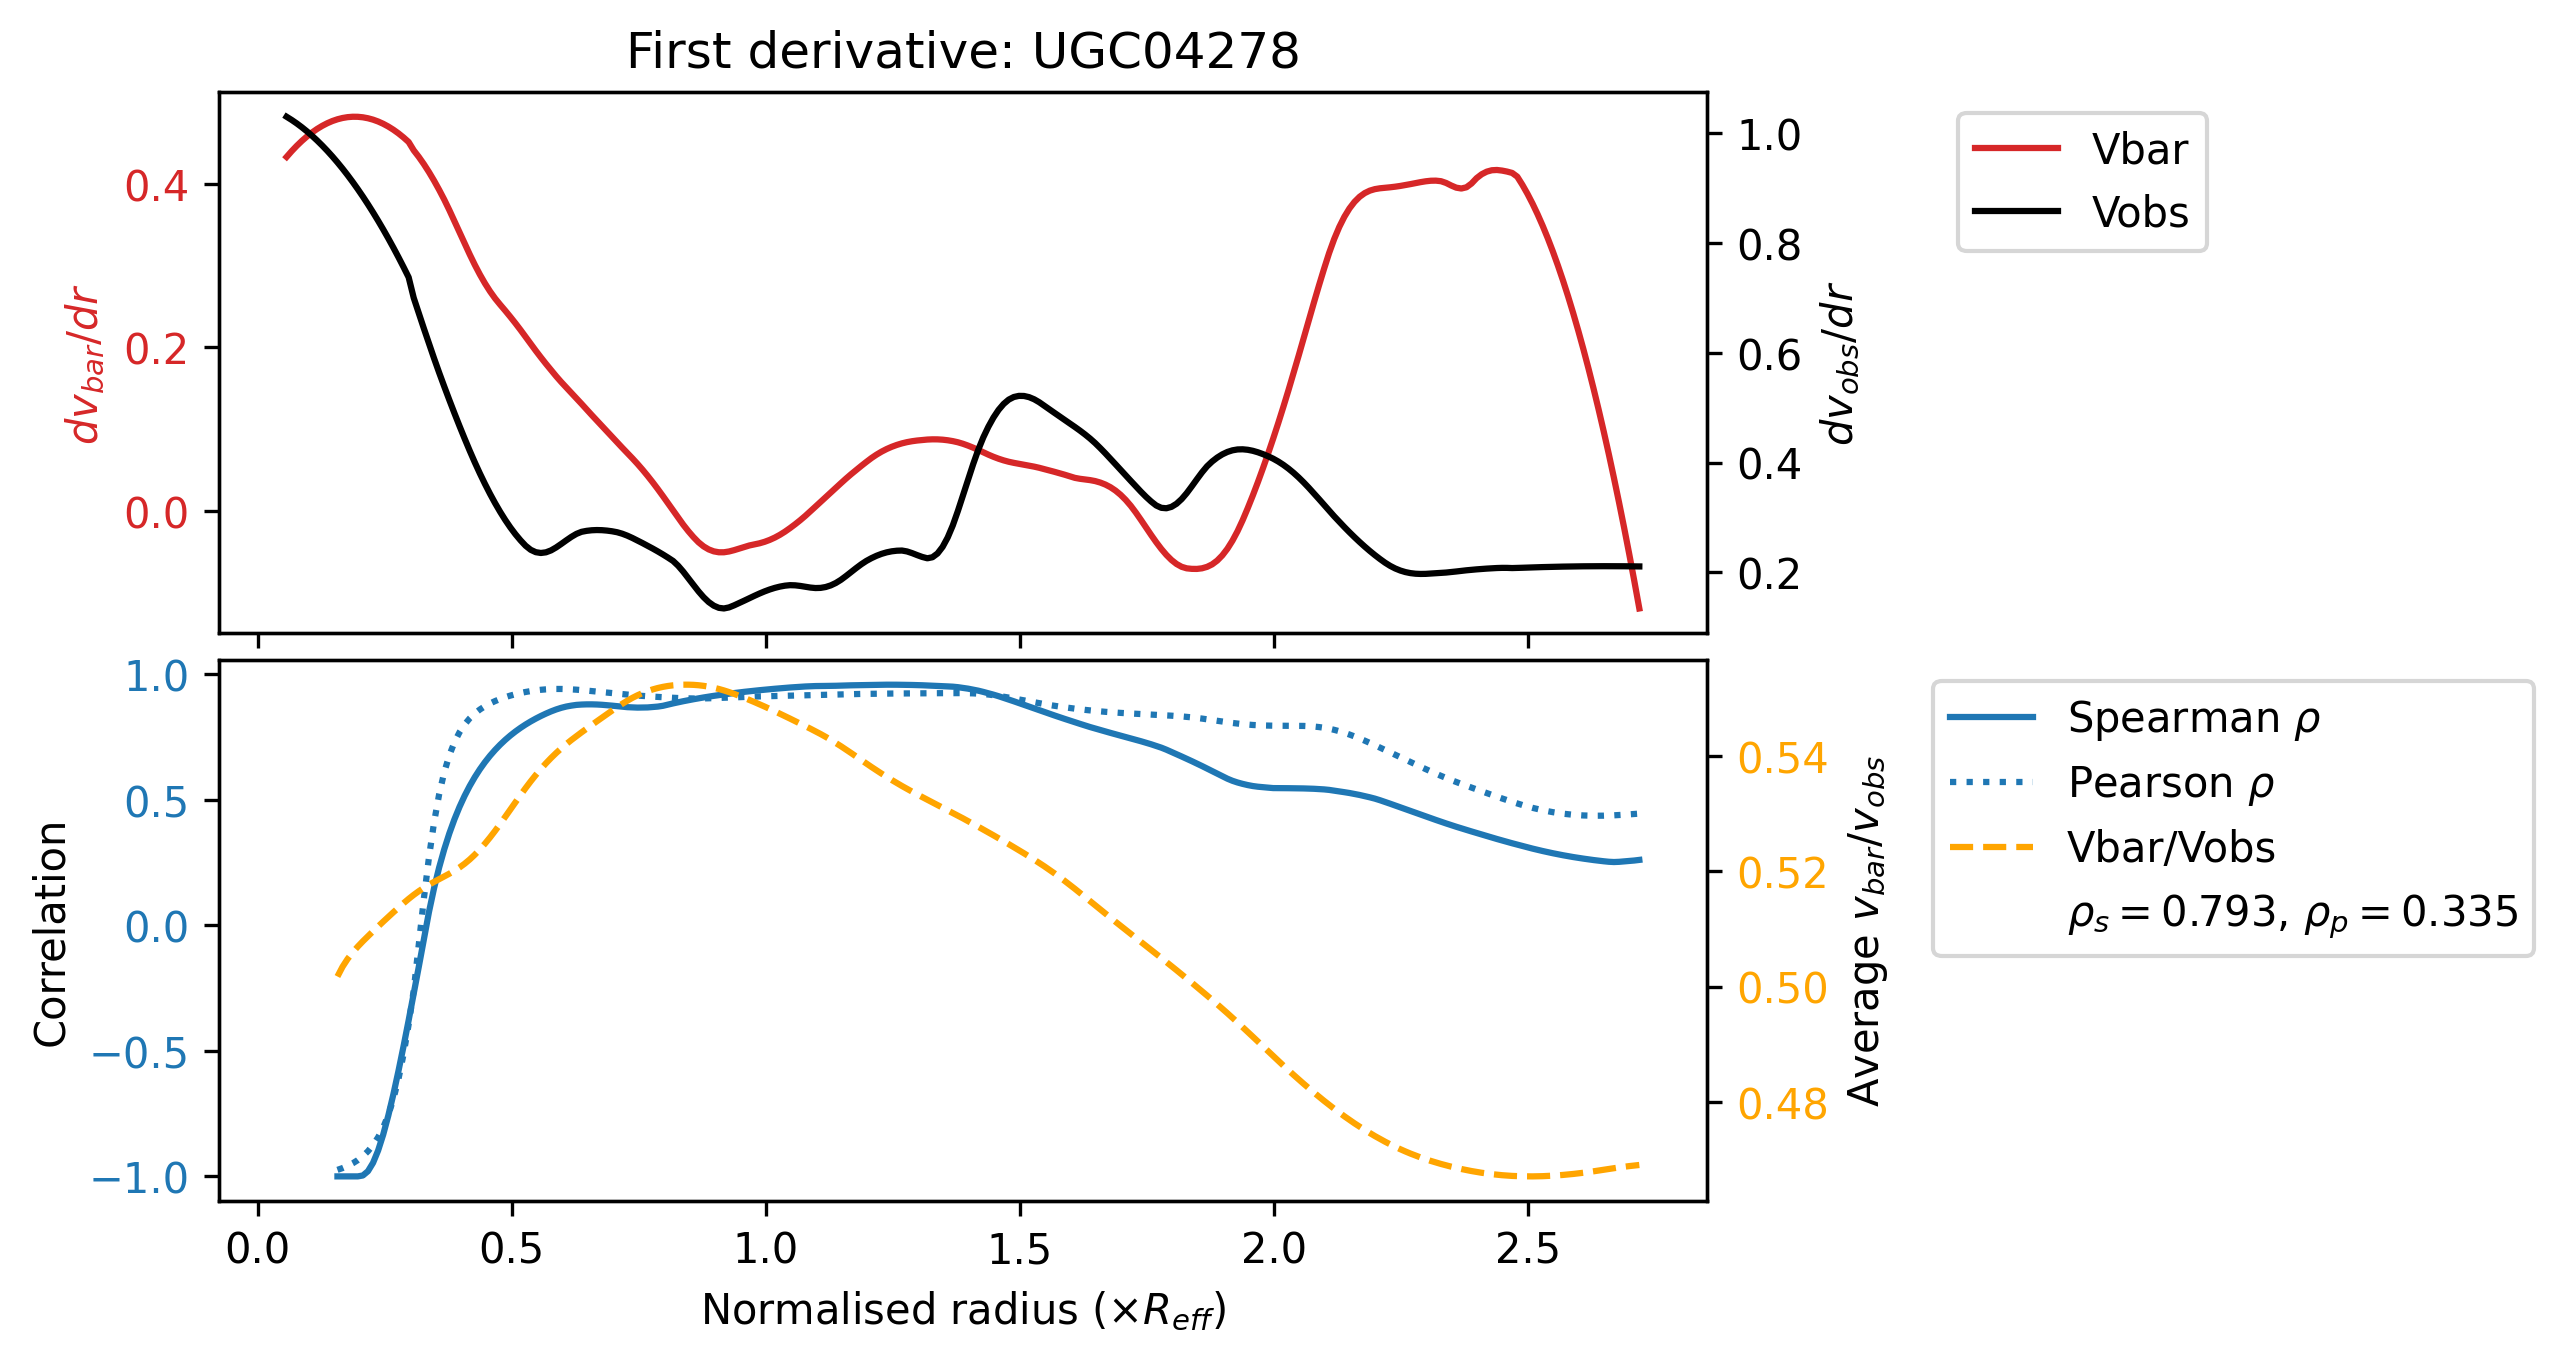 First derivative: UGC04278
dv_bar/dr
0.4
0.2
0.0
1.0
0.8
0.6
0.4
0.2
dv_obs/dr
Vbar
Vobs
Correlation
1.0
0.5
0.0
−0.5
−1.0
0.54
0.52
0.50
0.48
Average v_bar/v_obs
Spearman ρ
Pearson ρ
Vbar/Vobs
ρ_s = 0.793, ρ_p = 0.335
0.0 0.5 1.0 1.5 2.0 2.5
Normalised radius (×R_eff)